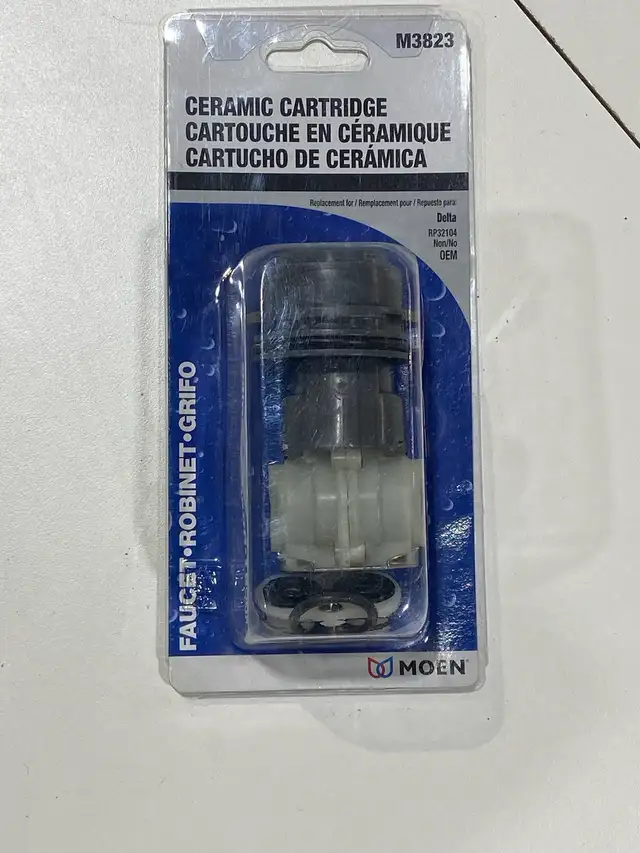 M3823
CERAMIC CARTRIDGE
CARTOUCHE EN CÉRAMIQUE
CARTUCHO DE CERÁMICA
Replacement for / Remplacement pour / Repuesto para:
Delta
RP32104
Non/No
OEM
FAUCET•ROBINET•GRIFO
MOEN